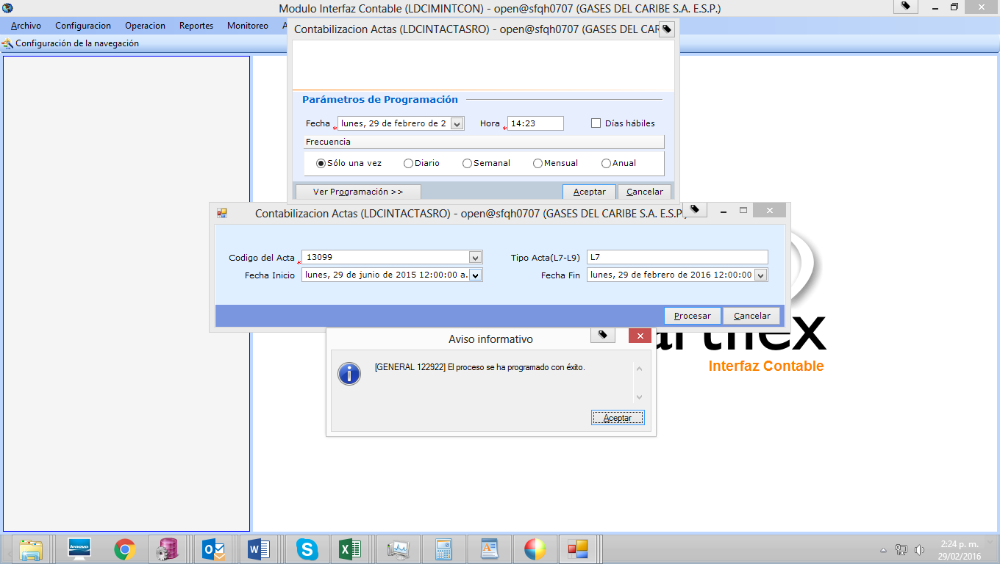 Modulo Interfaz Contable (LDCIMINTCON) - open@sfqh0707 (GASES DEL CARIBE S.A. E.S.P.)
Archivo Configuracion Operacion Reportes Monitoreo A
Configuración de la navegación
Contabilizacion Actas (LDCINTACTASRO) - open@sfqh0707 (GASES DEL CAR
Parámetros de Programación
Fecha * lunes, 29 de febrero de 2 Hora * 14:23 Días hábiles
Frecuencia
Sólo una vez Diario Semanal Mensual Anual
Ver Programación >> Aceptar Cancelar
Contabilizacion Actas (LDCINTACTASRO) - open@sfqh0707 (GASES DEL CARIBE S.A. E.S.P.)
Codigo del Acta * 13099 Tipo Acta(L7-L9) L7
Fecha Inicio lunes, 29 de junio de 2015 12:00:00 a. Fecha Fin lunes, 29 de febrero de 2016 12:00:00
Procesar Cancelar
artflex
Interfaz Contable
Aviso informativo
[GENERAL 122922] El proceso se ha programado con éxito.
Aceptar
lenovo
2:24 p. m.
29/02/2016